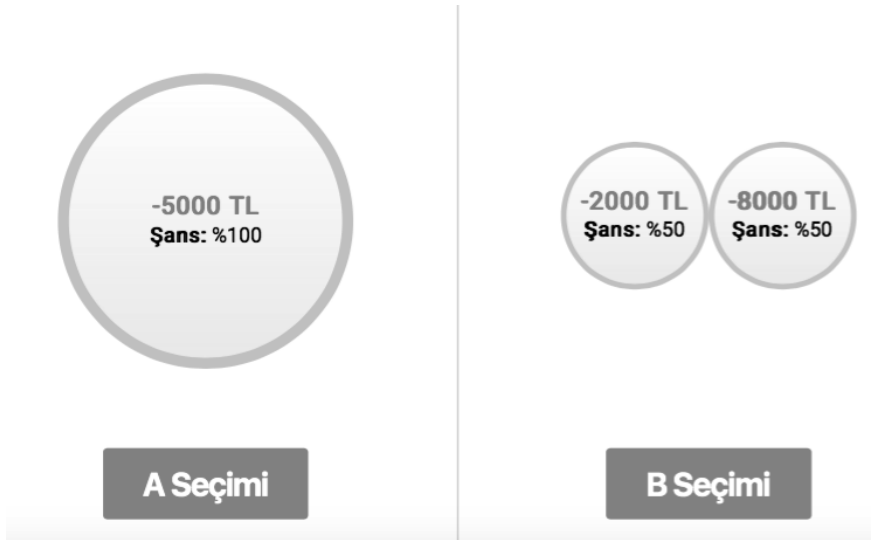 -5000 TL
Şans: %100
-2000 TL
Şans: %50
-8000 TL
Şans: %50
A Seçimi
B Seçimi